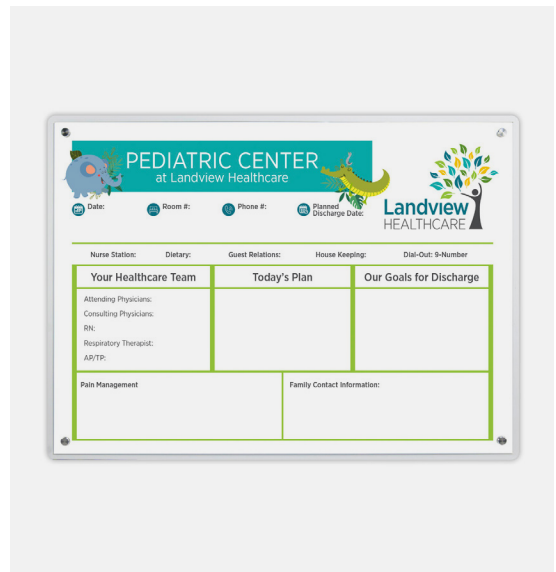 PEDIATRIC CENTER
at Landview Healthcare
Date:
Room #:
Phone #:
Planned
Discharge Date:
Landview
HEALTHCARE
Nurse Station:
Dietary:
Guest Relations:
House Keeping:
Dial-Out: 9-Number
Your Healthcare Team
Today's Plan
Our Goals for Discharge
Attending Physicians:
Consulting Physicians:
RN:
Respiratory Therapist:
AP/TP:
Pain Management
Family Contact Information: